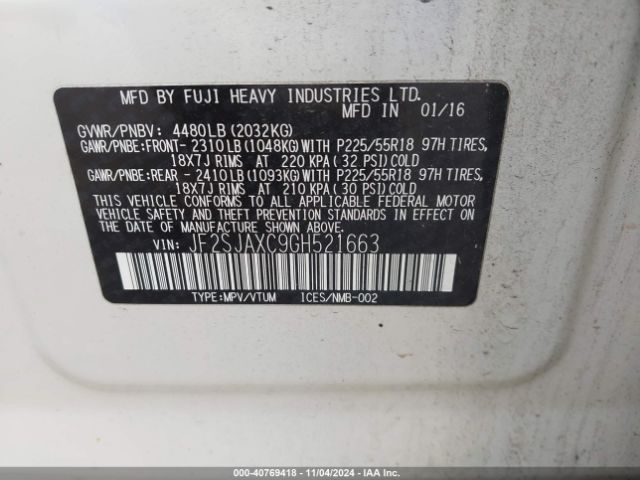 MFD BY FUJI HEAVY INDUSTRIES LTD.
MFD IN 01/16
GVWR/PNBV: 4480LB(2032KG)
GAWR/PNBE:FRONT- 2310LB(1048KG)WITH P225/55R18 97H TIRES,
18X7J RIMS AT 220 KPA(32 PSI)COLD
GAWR/PNBE:REAR - 2410LB(1093KG)WITH P225/55R18 97H TIRES,
18X7J RIMS AT 210 KPA(30 PSI)COLD
THIS VEHICLE CONFORMS TO ALL APPLICABLE FEDERAL MOTOR
VEHICLE SAFETY AND THEFT PREVENTION STANDARDS IN EFFECT
ON THE DATE OF MANUFACTURE SHOWN ABOVE.
VIN: JF2SJAXC9GH521663
TYPE:MPV/VTUM ICES/NMB-002
000-40769418 - 11/04/2024 - IAAI.COM